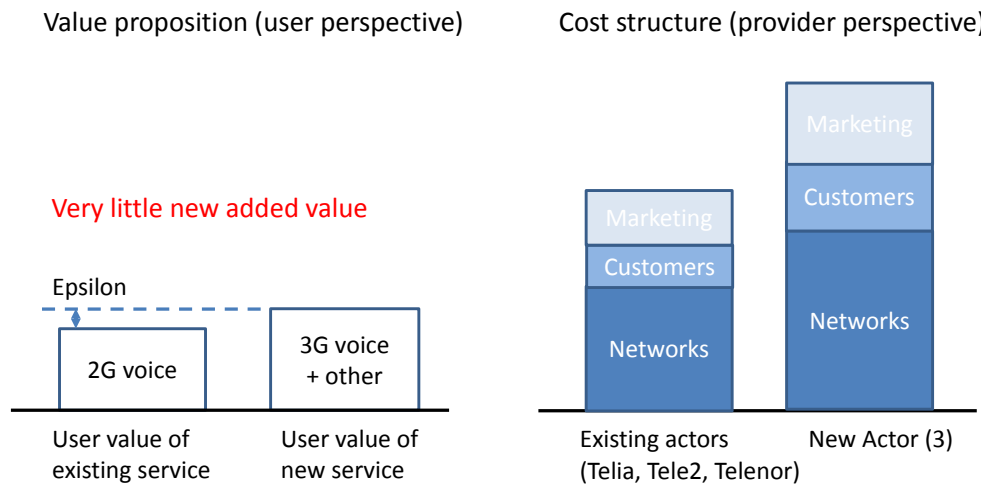 Value proposition (user perspective)
Cost structure (provider perspective)
Very little new added value
Epsilon
2G voice
3G voice
+ other
User value of
existing service
User value of
new service
Marketing
Customers
Networks
Marketing
Customers
Networks
Existing actors
(Telia, Tele2, Telenor)
New Actor (3)